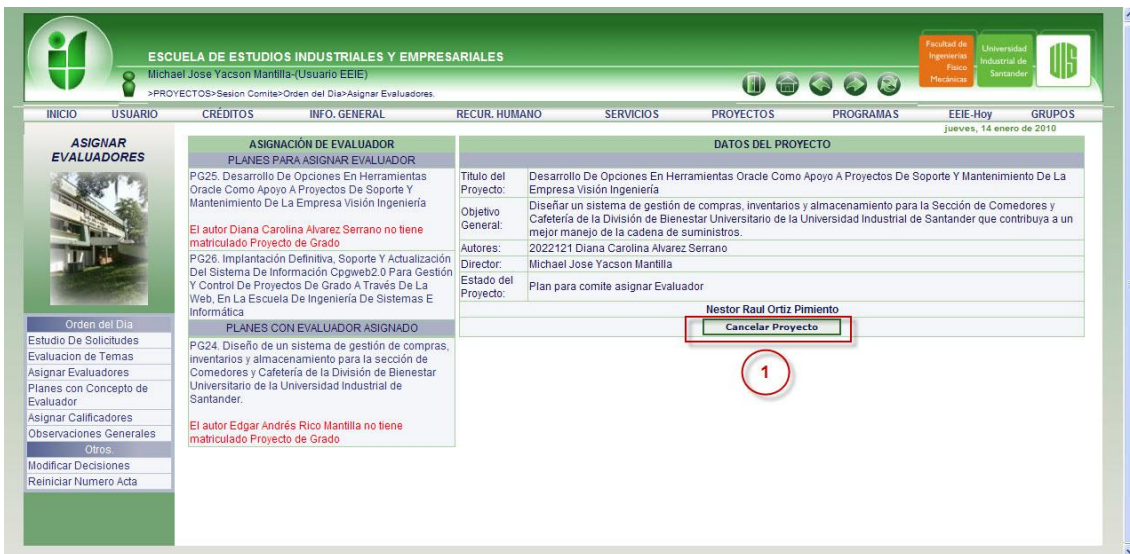 ESCUELA DE ESTUDIOS INDUSTRIALES Y EMPRESARIALES
Michael Jose Yacson Mantilla-(Usuario EEIE)
>PROYECTOS>Sesion Comite>Orden del Dia>Asignar Evaluadores.
Facultad de
Ingenierías
Físico
Mecánicas
Universidad
Industrial de
Santander
UIS
INICIO USUARIO CRÉDITOS INFO. GENERAL RECUR. HUMANO SERVICIOS PROYECTOS PROGRAMAS EEIE-Hoy GRUPOS
jueves, 14 enero de 2010
ASIGNAR
EVALUADORES
Orden del Dia
Estudio De Solicitudes
Evaluacion de Temas
Asignar Evaluadores
Planes con Concepto de
Evaluador
Asignar Calificadores
Observaciones Generales
Otros.
Modificar Decisiones
Reiniciar Numero Acta
ASIGNACIÓN DE EVALUADOR
PLANES PARA ASIGNAR EVALUADOR
PG25. Desarrollo De Opciones En Herramientas
Oracle Como Apoyo A Proyectos De Soporte Y
Mantenimiento De La Empresa Visión Ingeniería
El autor Diana Carolina Alvarez Serrano no tiene
matriculado Proyecto de Grado
PG26. Implantación Definitiva, Soporte Y Actualización
Del Sistema De Información Cpgweb2.0 Para Gestión
Y Control De Proyectos De Grado A Través De La
Web, En La Escuela De Ingeniería De Sistemas E
Informática
PLANES CON EVALUADOR ASIGNADO
PG24. Diseño de un sistema de gestión de compras,
inventarios y almacenamiento para la sección de
Comedores y Cafetería de la División de Bienestar
Universitario de la Universidad Industrial de
Santander.
El autor Edgar Andrés Rico Mantilla no tiene
matriculado Proyecto de Grado
DATOS DEL PROYECTO
Titulo del
Proyecto:
Desarrollo De Opciones En Herramientas Oracle Como Apoyo A Proyectos De Soporte Y Mantenimiento De La
Empresa Visión Ingeniería
Objetivo
General:
Diseñar un sistema de gestión de compras, inventarios y almacenamiento para la Sección de Comedores y
Cafetería de la División de Bienestar Universitario de la Universidad Industrial de Santander que contribuya a un
mejor manejo de la cadena de suministros.
Autores: 2022121 Diana Carolina Alvarez Serrano
Director: Michael Jose Yacson Mantilla
Estado del
Proyecto:
Plan para comite asignar Evaluador
Nestor Raul Ortiz Pimiento
Cancelar Proyecto
1